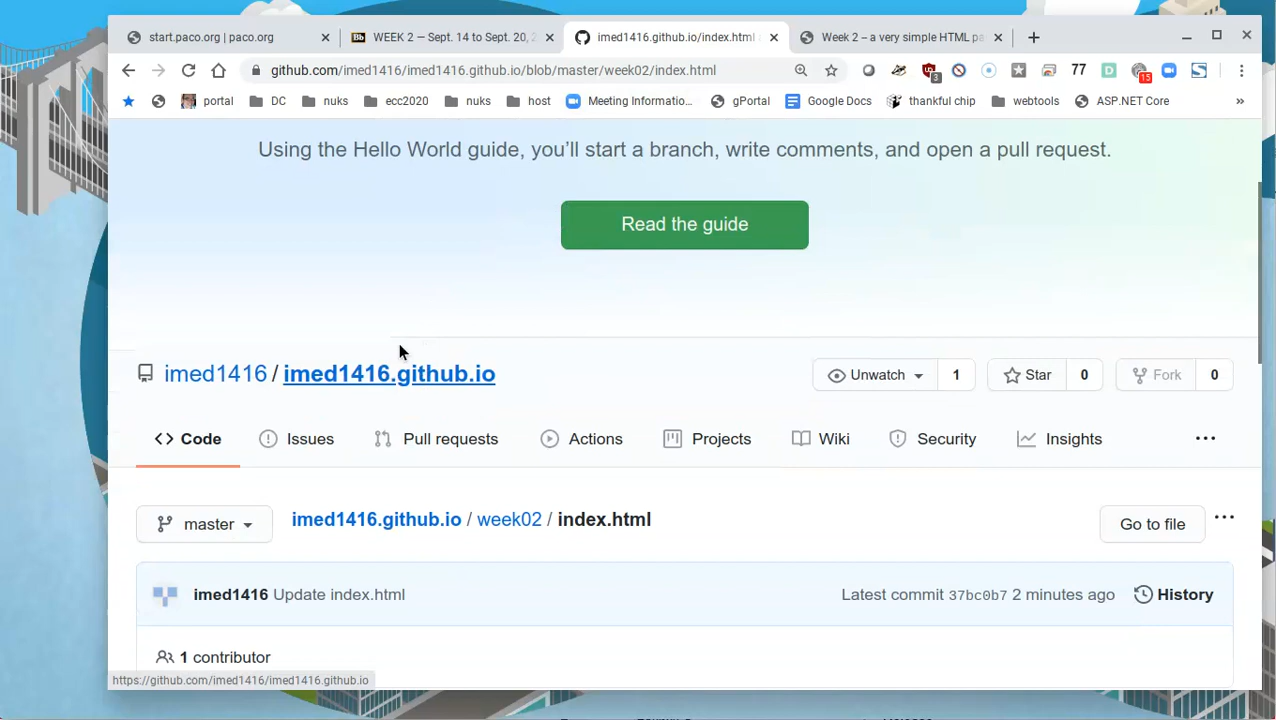 start.paco.org | paco.org
Bb WEEK 2 – Sept. 14 to Sept. 20, 2
imed1416.github.io/index.html
Week 2 – a very simple HTML pa
github.com/imed1416/imed1416.github.io/blob/master/week02/index.html
3
77
D
15
S
portal
DC
nuks
ecc2020
nuks
host
Meeting Informatio...
gPortal
Google Docs
thankful chip
webtools
ASP.NET Core
»
Using the Hello World guide, you’ll start a branch, write comments, and open a pull request.
Read the guide
imed1416 / imed1416.github.io
Unwatch 1
Star 0
Fork 0
Code
Issues
Pull requests
Actions
Projects
Wiki
Security
Insights
master
imed1416.github.io / week02 / index.html
Go to file
imed1416 Update index.html
Latest commit 37bc0b7 2 minutes ago
History
1 contributor
https://github.com/imed1416/imed1416.github.io